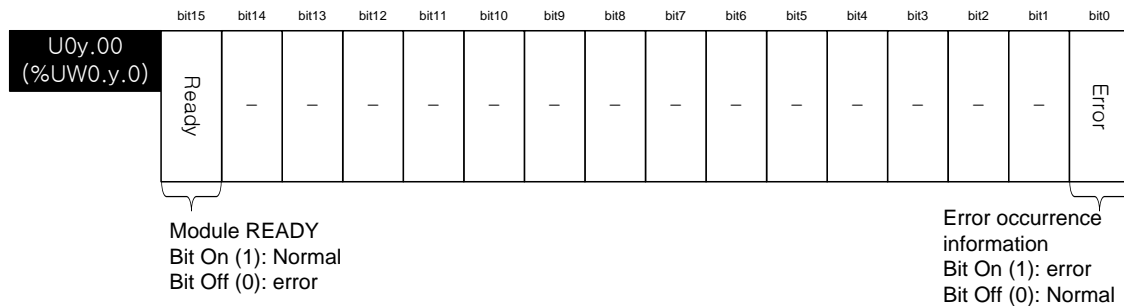 bit15 bit14 bit13 bit12 bit11 bit10 bit9 bit8 bit7 bit6 bit5 bit4 bit3 bit2 bit1 bit0
U0y.00
(%UW0.y.0)
Ready – – – – – – – – – – – – – – Error
Module READY
Bit On (1): Normal
Bit Off (0): error
Error occurrence
information
Bit On (1): error
Bit Off (0): Normal